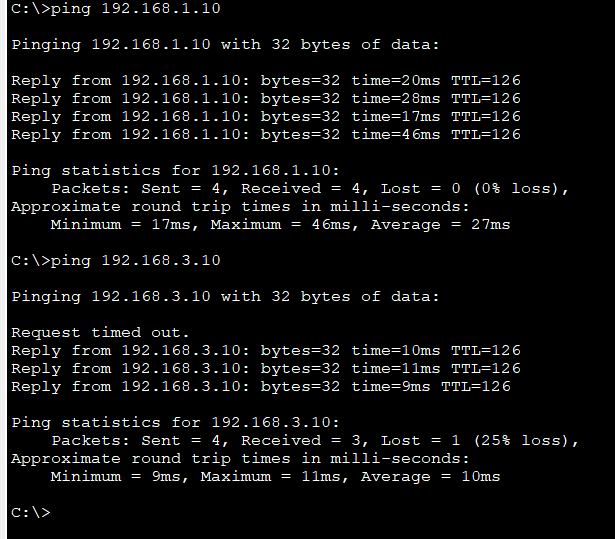 C:\>ping 192.168.1.10
Pinging 192.168.1.10 with 32 bytes of data:
Reply from 192.168.1.10: bytes=32 time=20ms TTL=126
Reply from 192.168.1.10: bytes=32 time=28ms TTL=126
Reply from 192.168.1.10: bytes=32 time=17ms TTL=126
Reply from 192.168.1.10: bytes=32 time=46ms TTL=126
Ping statistics for 192.168.1.10:
    Packets: Sent = 4, Received = 4, Lost = 0 (0% loss),
Approximate round trip times in milli-seconds:
    Minimum = 17ms, Maximum = 46ms, Average = 27ms
C:\>ping 192.168.3.10
Pinging 192.168.3.10 with 32 bytes of data:
Request timed out.
Reply from 192.168.3.10: bytes=32 time=10ms TTL=126
Reply from 192.168.3.10: bytes=32 time=11ms TTL=126
Reply from 192.168.3.10: bytes=32 time=9ms TTL=126
Ping statistics for 192.168.3.10:
    Packets: Sent = 4, Received = 3, Lost = 1 (25% loss),
Approximate round trip times in milli-seconds:
    Minimum = 9ms, Maximum = 11ms, Average = 10ms
C:\>